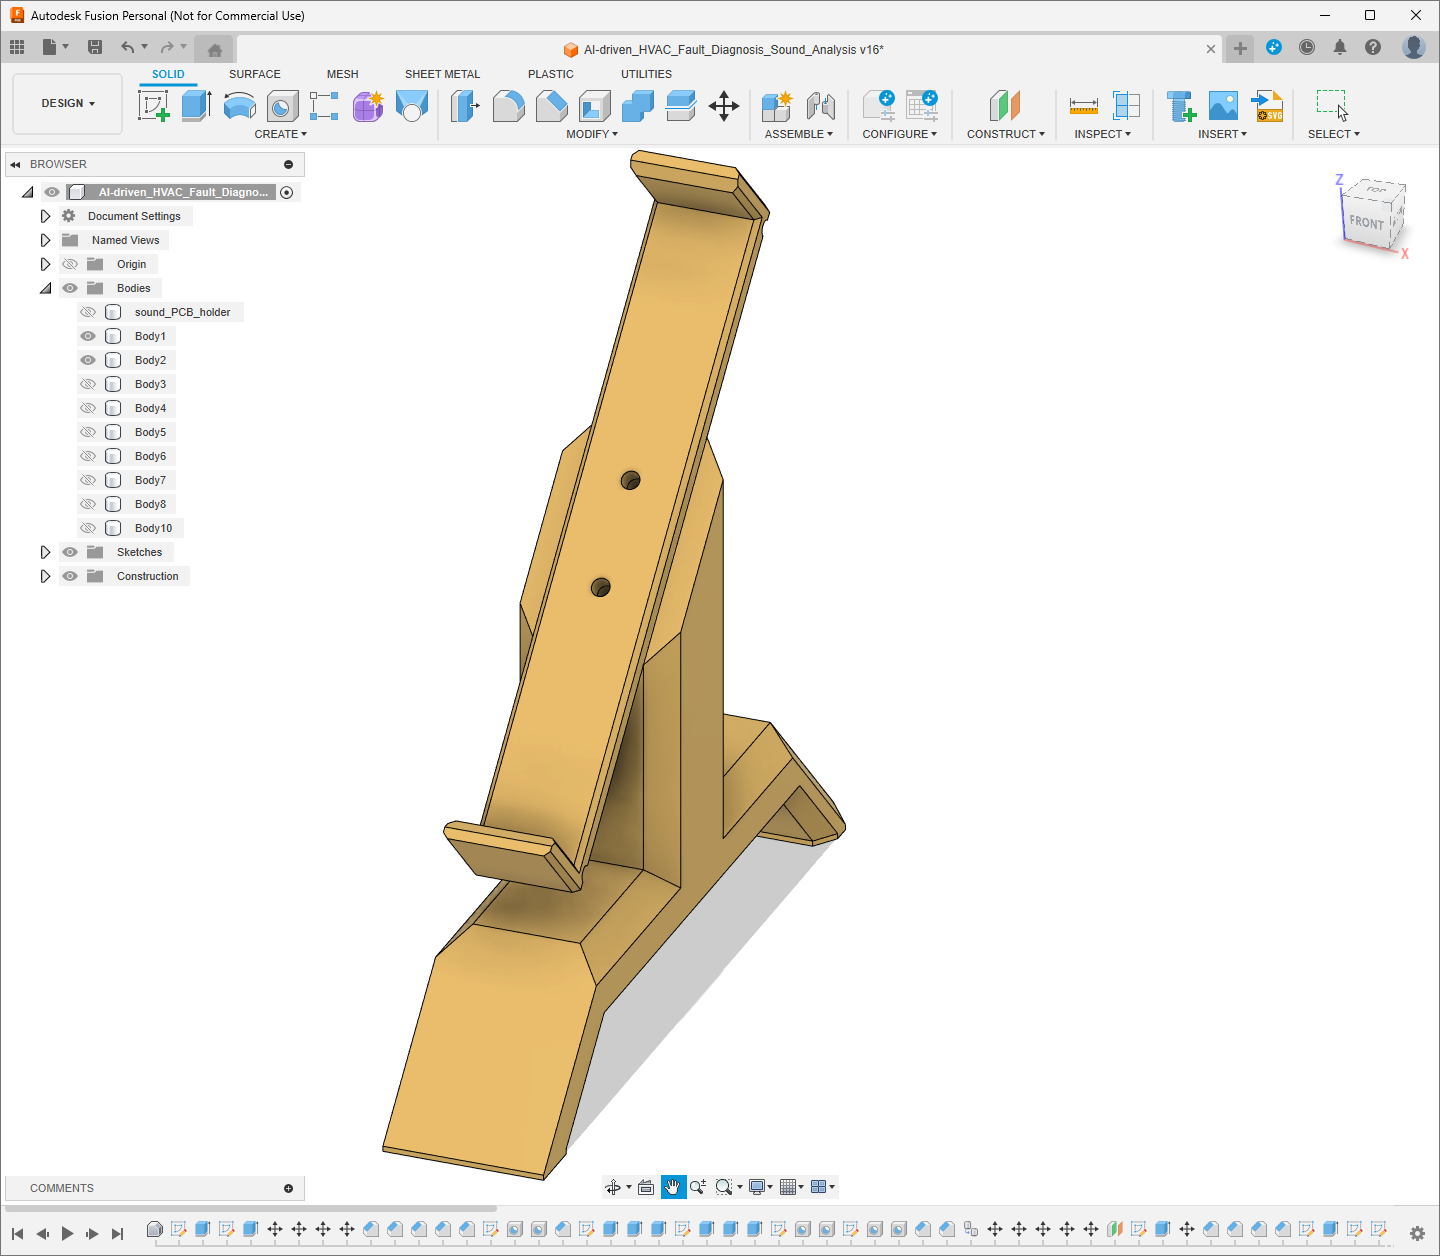 Autodesk Fusion Personal (Not for Commercial Use)
AI-driven_HVAC_Fault_Diagnosis_Sound_Analysis v16*
SOLID SURFACE MESH SHEET METAL PLASTIC UTILITIES
DESIGN
CREATE MODIFY ASSEMBLE CONFIGURE CONSTRUCT INSPECT INSERT SELECT
SVG
BROWSER
AI-driven_HVAC_Fault_Diagno...
Document Settings
Named Views
Origin
Bodies
sound_PCB_holder
Body1
Body2
Body3
Body4
Body5
Body6
Body7
Body8
Body10
Sketches
Construction
Z
TOP
FRONT
X
COMMENTS